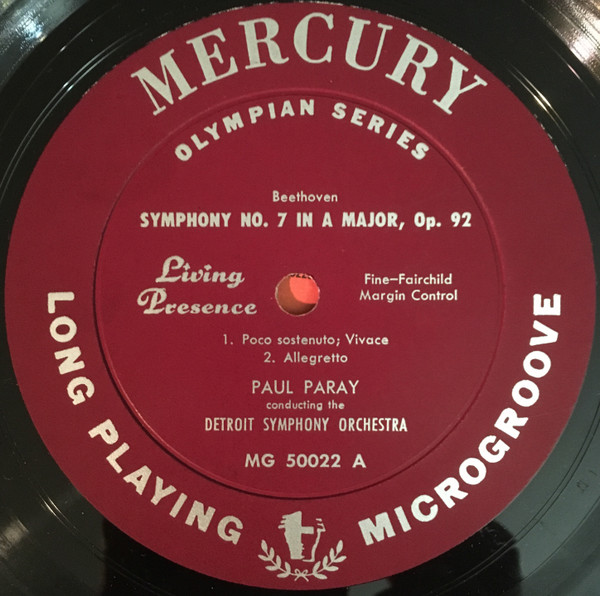 MERCURY
OLYMPIAN SERIES
Beethoven
SYMPHONY NO. 7 IN A MAJOR, Op. 92
Living
Presence
Fine–Fairchild
Margin Control
1. Poco sostenuto; Vivace
2. Allegretto
PAUL PARAY
conducting the
DETROIT SYMPHONY ORCHESTRA
MG 50022 A
LONG PLAYING MICROGROOVE